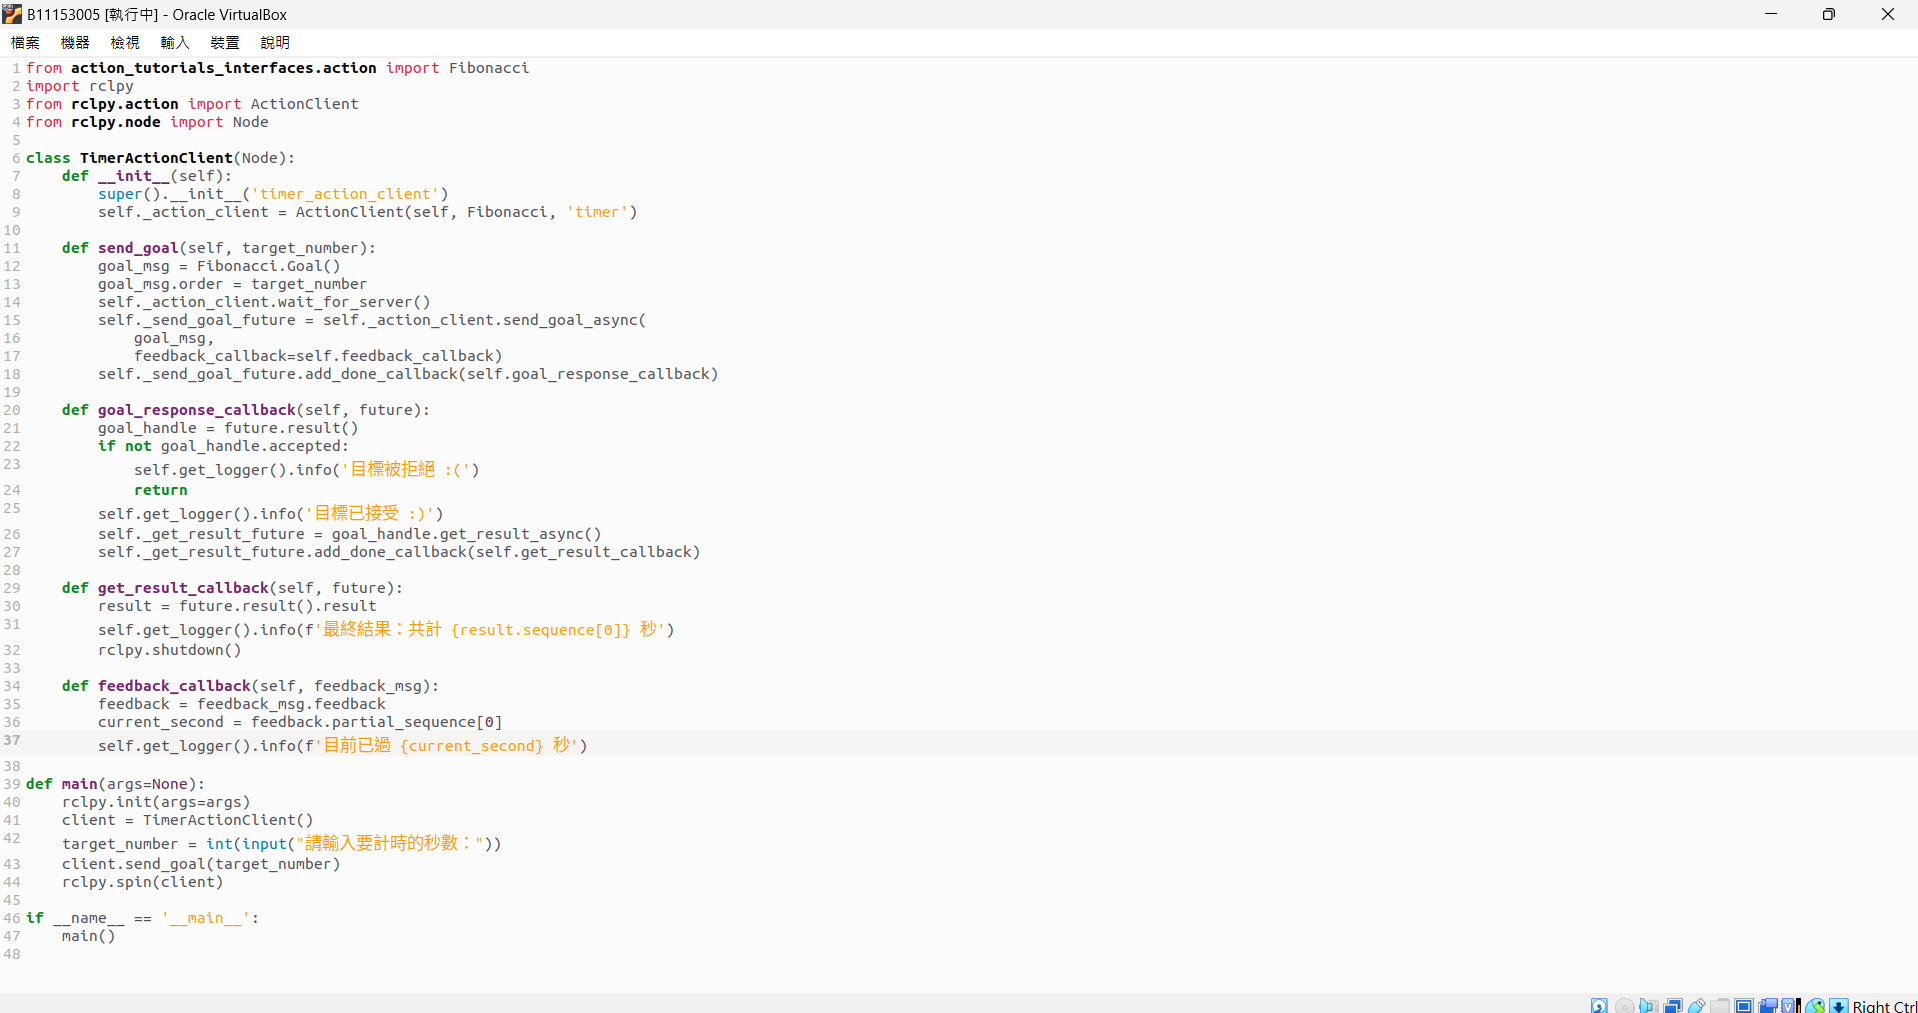 B11153005 [執行中] - Oracle VirtualBox
檔案 機器 檢視 輸入 裝置 說明
1 from action_tutorials_interfaces.action import Fibonacci
2 import rclpy
3 from rclpy.action import ActionClient
4 from rclpy.node import Node
5
6 class TimerActionClient(Node):
7     def __init__(self):
8         super().__init__('timer_action_client')
9         self._action_client = ActionClient(self, Fibonacci, 'timer')
10
11     def send_goal(self, target_number):
12         goal_msg = Fibonacci.Goal()
13         goal_msg.order = target_number
14         self._action_client.wait_for_server()
15         self._send_goal_future = self._action_client.send_goal_async(
16             goal_msg,
17             feedback_callback=self.feedback_callback)
18         self._send_goal_future.add_done_callback(self.goal_response_callback)
19
20     def goal_response_callback(self, future):
21         goal_handle = future.result()
22         if not goal_handle.accepted:
23             self.get_logger().info('目標被拒絕 :(')
24             return
25         self.get_logger().info('目標已接受 :)')
26         self._get_result_future = goal_handle.get_result_async()
27         self._get_result_future.add_done_callback(self.get_result_callback)
28
29     def get_result_callback(self, future):
30         result = future.result().result
31         self.get_logger().info(f'最終結果：共計 {result.sequence[0]} 秒')
32         rclpy.shutdown()
33
34     def feedback_callback(self, feedback_msg):
35         feedback = feedback_msg.feedback
36         current_second = feedback.partial_sequence[0]
37         self.get_logger().info(f'目前已過 {current_second} 秒')
38
39 def main(args=None):
40     rclpy.init(args=args)
41     client = TimerActionClient()
42     target_number = int(input("請輸入要計時的秒數："))
43     client.send_goal(target_number)
44     rclpy.spin(client)
45
46 if __name__ == '__main__':
47     main()
48
Right Ctrl